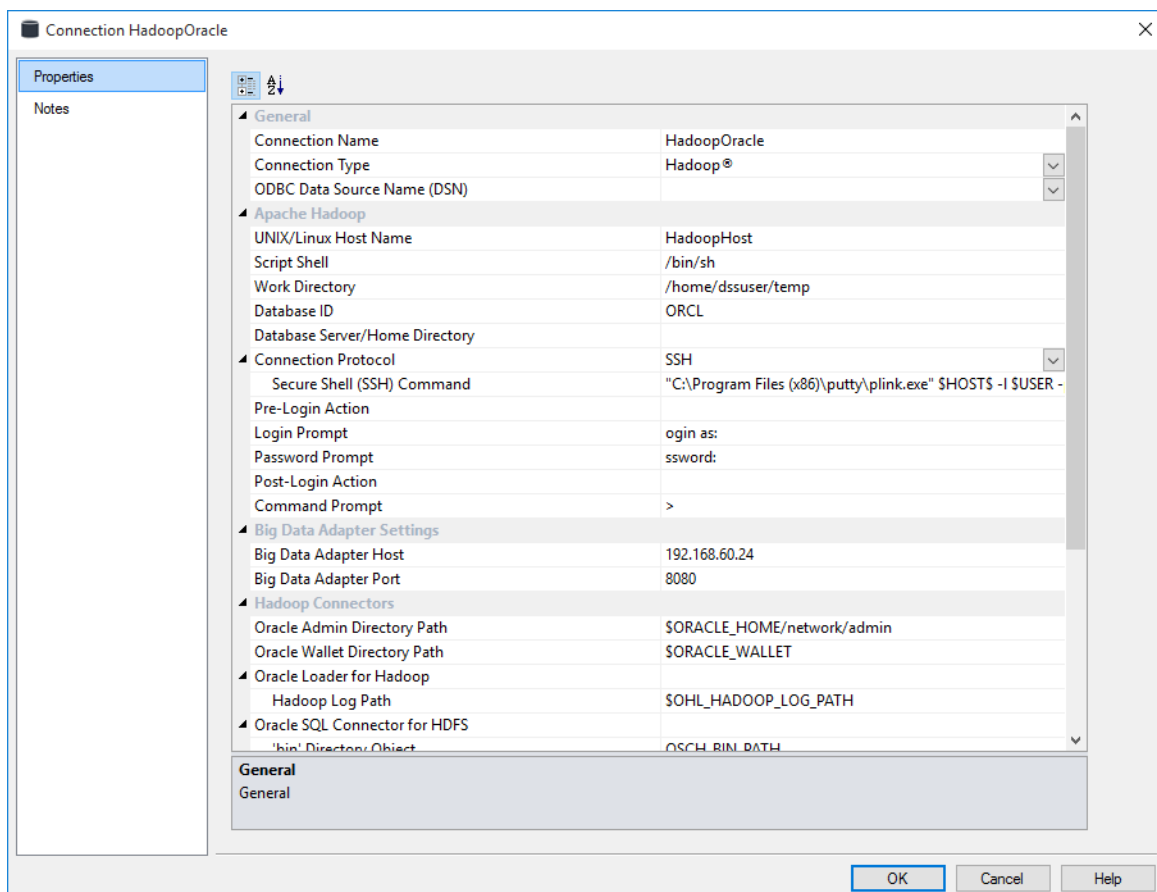 Connection HadoopOracle
Properties
Notes
General
Connection Name HadoopOracle
Connection Type Hadoop®
ODBC Data Source Name (DSN)
Apache Hadoop
UNIX/Linux Host Name HadoopHost
Script Shell /bin/sh
Work Directory /home/dssuser/temp
Database ID ORCL
Database Server/Home Directory
Connection Protocol SSH
Secure Shell (SSH) Command "C:\Program Files (x86)\putty\plink.exe" $HOST$ -l $USER -
Pre-Login Action
Login Prompt ogin as:
Password Prompt ssword:
Post-Login Action
Command Prompt >
Big Data Adapter Settings
Big Data Adapter Host 192.168.60.24
Big Data Adapter Port 8080
Hadoop Connectors
Oracle Admin Directory Path $ORACLE_HOME/network/admin
Oracle Wallet Directory Path $ORACLE_WALLET
Oracle Loader for Hadoop
Hadoop Log Path $OHL_HADOOP_LOG_PATH
Oracle SQL Connector for HDFS
'bin' Directory Object OSCH_BIN_PATH
General
General
OK Cancel Help